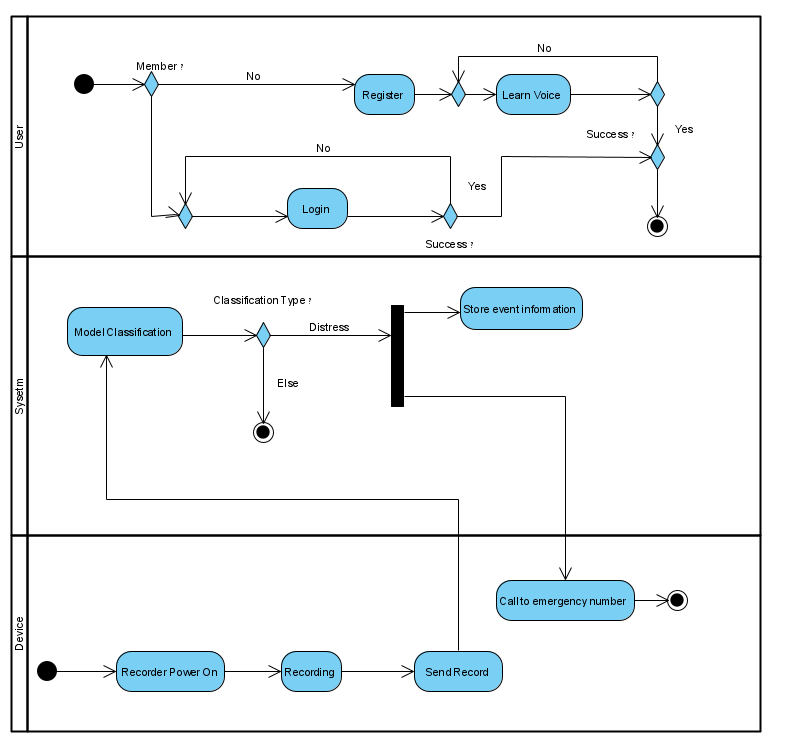 User
Member ?
No
Register
No
Learn Voice
Success ?
Yes
No
Login
Yes
Success ?
Sysetm
Classification Type ?
Model Classification
Distress
Store event information
Else
Device
Call to emergency number
Recorder Power On
Recording
Send Record